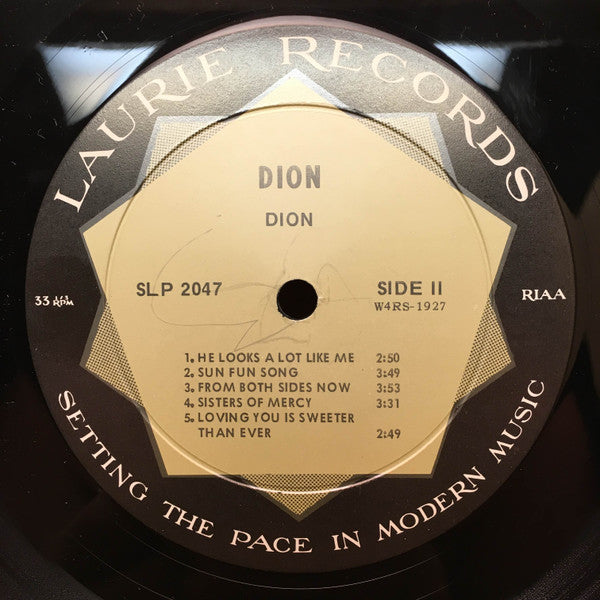 LAURIE RECORDS
DION
DION
SLP 2047 SIDE II
W4RS-1927
33 1/3 RPM RIAA
1. HE LOOKS A LOT LIKE ME 2:50
2. SUN FUN SONG 3:49
3. FROM BOTH SIDES NOW 3:53
4. SISTERS OF MERCY 3:31
5. LOVING YOU IS SWEETER
THAN EVER 2:49
SETTING THE PACE IN MODERN MUSIC